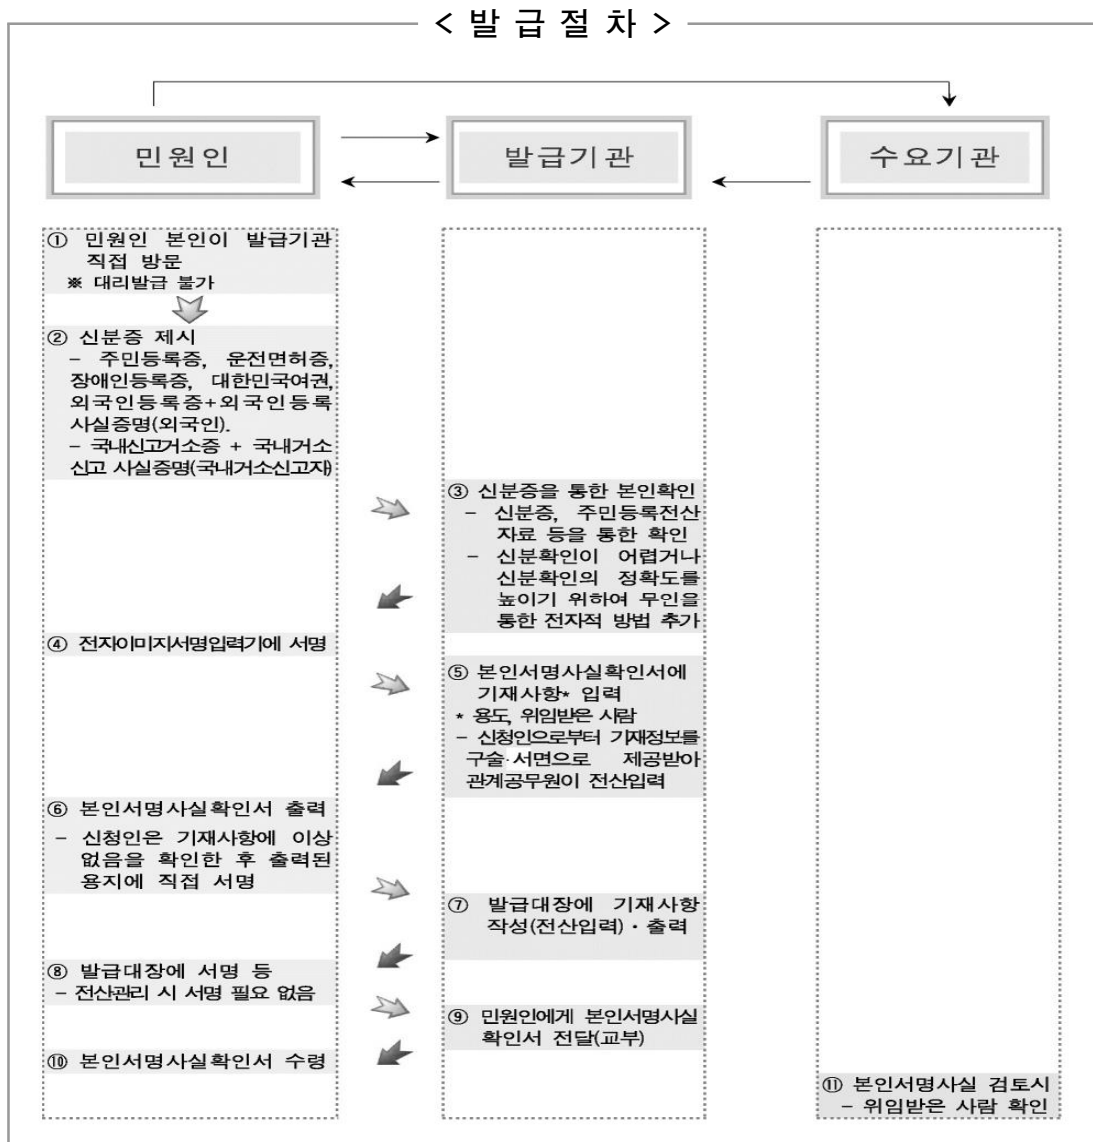 < 발 급 절 차 >
민원인
발급기관
수요기관
① 민원인 본인이 발급기관
직접 방문
※ 대리발급 불가
② 신분증 제시
- 주민등록증, 운전면허증,
장애인등록증, 대한민국여권,
외국인등록증+외국인등록
사실증명(외국인).
- 국내신고거소증 + 국내거소
신고 사실증명(국내거소신고자)
③ 신분증을 통한 본인확인
- 신분증, 주민등록전산
자료 등을 통한 확인
- 신분확인이 어렵거나
신분확인의 정확도를
높이기 위하여 무인을
통한 전자적 방법 추가
④ 전자이미지서명입력기에 서명
⑤ 본인서명사실확인서에
기재사항* 입력
* 용도, 위임받은 사람
- 신청인으로부터 기재정보를
구술·서면으로 제공받아
관계공무원이 전산입력
⑥ 본인서명사실확인서 출력
- 신청인은 기재사항에 이상
없음을 확인한 후 출력된
용지에 직접 서명
⑦ 발급대장에 기재사항
작성(전산입력)·출력
⑧ 발급대장에 서명 등
- 전산관리 시 서명 필요 없음
⑨ 민원인에게 본인서명사실
확인서 전달(교부)
⑩ 본인서명사실확인서 수령
⑪ 본인서명사실 검토시
- 위임받은 사람 확인